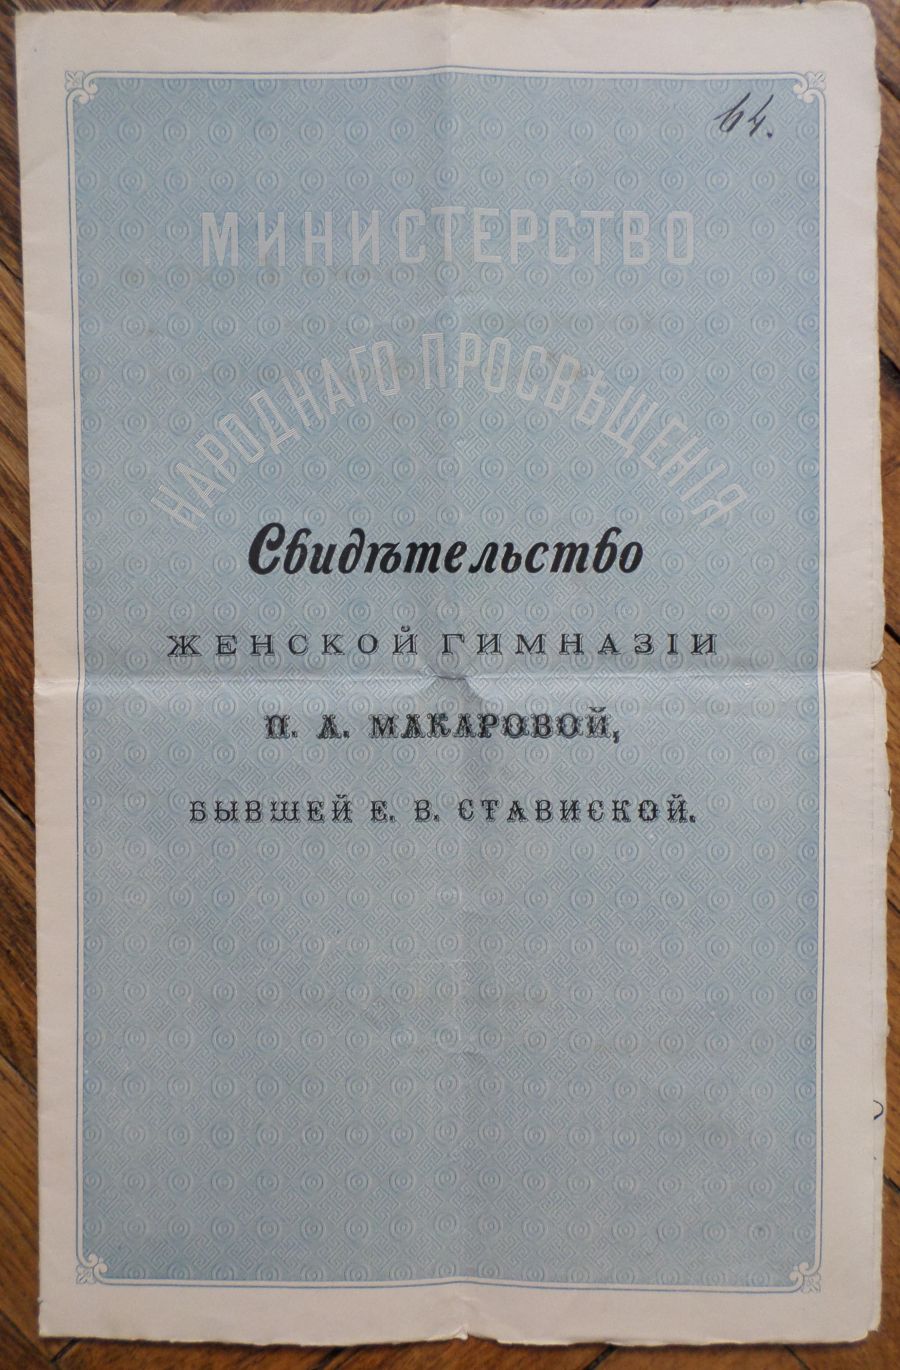 64.
МИНИСТЕРСТВО
НАРОДНАГО ПРОСВѢЩЕНІЯ
Свидѣтельство
ЖЕНСКОЙ ГИМНАЗІИ
П. А. МАКАРОВОЙ,
БЫВШЕЙ Е. В. СТАВИСКОЙ.